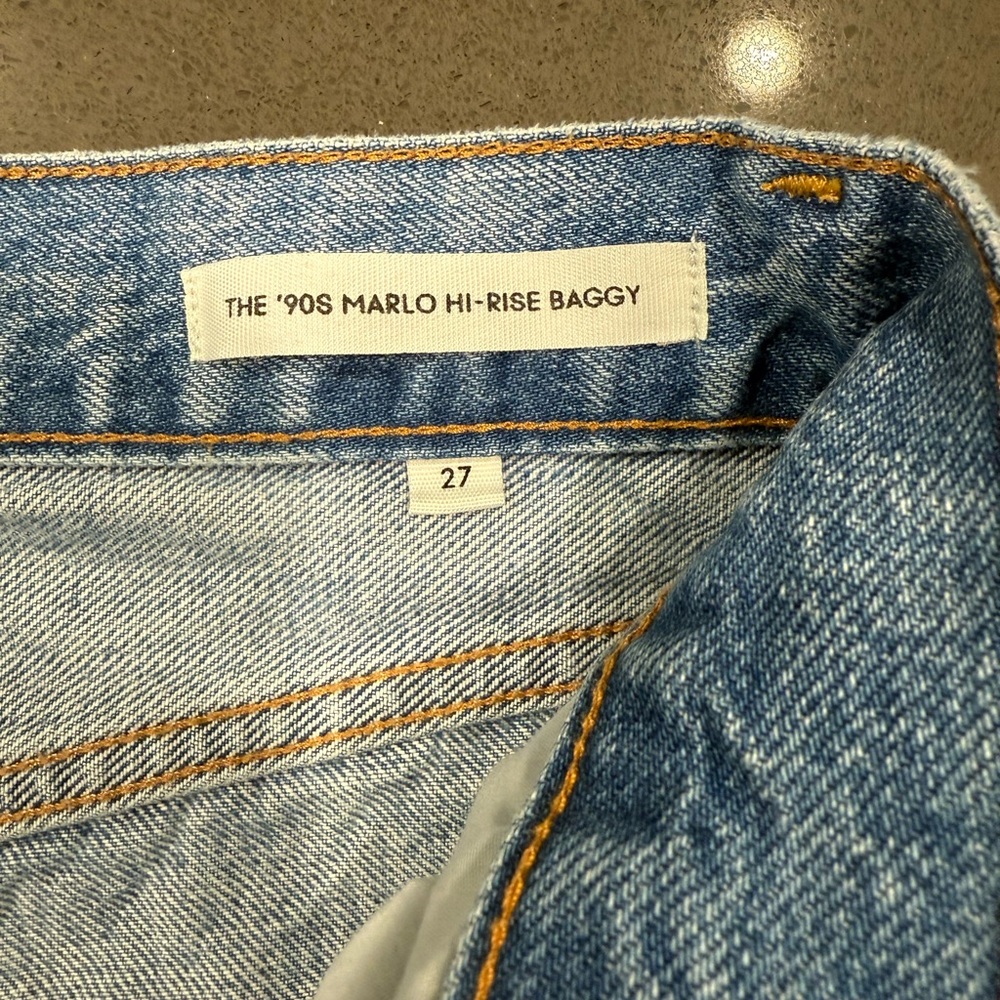 THE '90S MARLO HI-RISE BAGGY
27